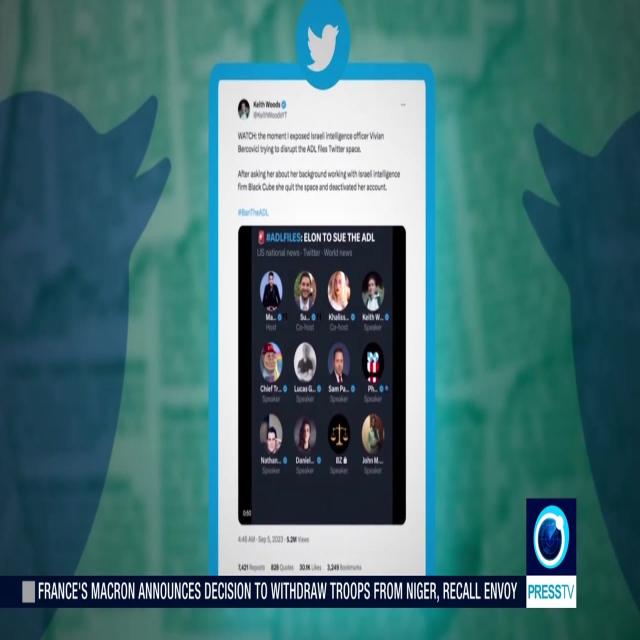 Keith Woods
@KeithWoodsYT
WATCH: the moment I exposed Israeli intelligence officer Vivian
Bercovici trying to disrupt the ADL files Twitter space.
After asking her about her background working with Israeli intelligence
firm Black Cube she quit the space and deactivated her account.
#BanTheADL
#ADLFILES: ELON TO SUE THE ADL
US national news · Twitter · World news
Ma... Su... Khaliss... Keith W...
Host Co-host Co-host Speaker
Chief Tr... Lucas G... Sam Pa... Ph...
Speaker Speaker Speaker Speaker
Nathan... Daniel... BZ John M...
Speaker Speaker Speaker Speaker
0:50
4:46 AM · Sep 5, 2023 · 5.2M Views
7,421 Reposts 828 Quotes 30.1K Likes 3,249 Bookmarks
FRANCE'S MACRON ANNOUNCES DECISION TO WITHDRAW TROOPS FROM NIGER, RECALL ENVOY
PRESSTV